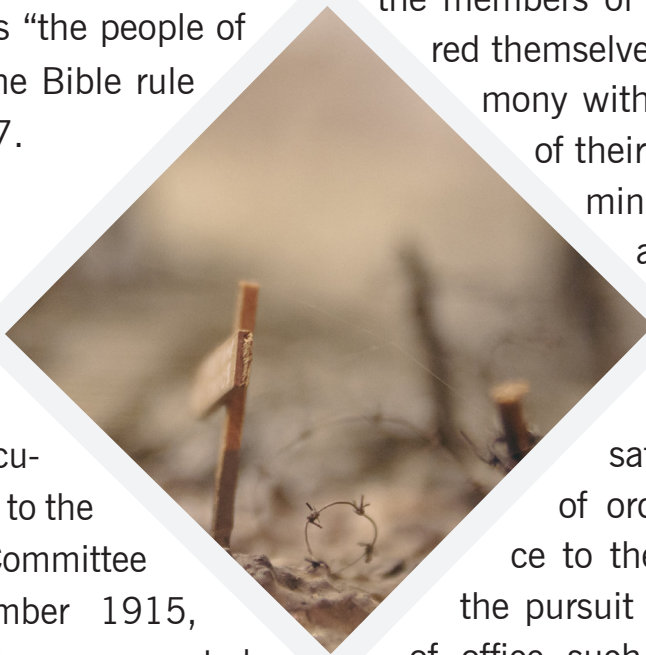 s “the people of
he Bible rule
7.
the members of
red themselve
mony with
of their
min
a
cu-
to the
Committee
mber 1915,
sa
of ord
ce to the
the pursuit
of office such